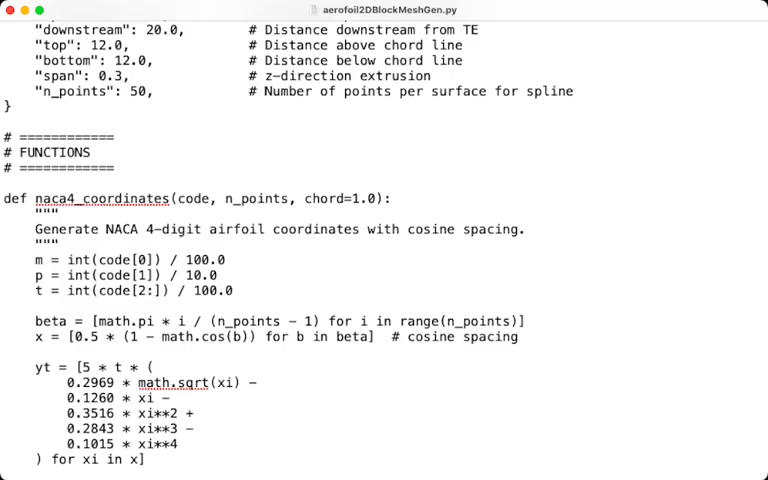 aerofoil2DBlockMeshGen.py
"downstream": 20.0,          # Distance downstream from TE
"top": 12.0,                 # Distance above chord line
"bottom": 12.0,              # Distance below chord line
"span": 0.3,                 # z-direction extrusion
"n_points": 50,              # Number of points per surface for spline
}
# ============
# FUNCTIONS
# ============
def naca4_coordinates(code, n_points, chord=1.0):
"""
Generate NACA 4-digit airfoil coordinates with cosine spacing.
"""
m = int(code[0]) / 100.0
p = int(code[1]) / 10.0
t = int(code[2:]) / 100.0
beta = [math.pi * i / (n_points - 1) for i in range(n_points)]
x = [0.5 * (1 - math.cos(b)) for b in beta]  # cosine spacing
yt = [5 * t * (
0.2969 * math.sqrt(xi) -
0.1260 * xi -
0.3516 * xi**2 +
0.2843 * xi**3 -
0.1015 * xi**4
) for xi in x]